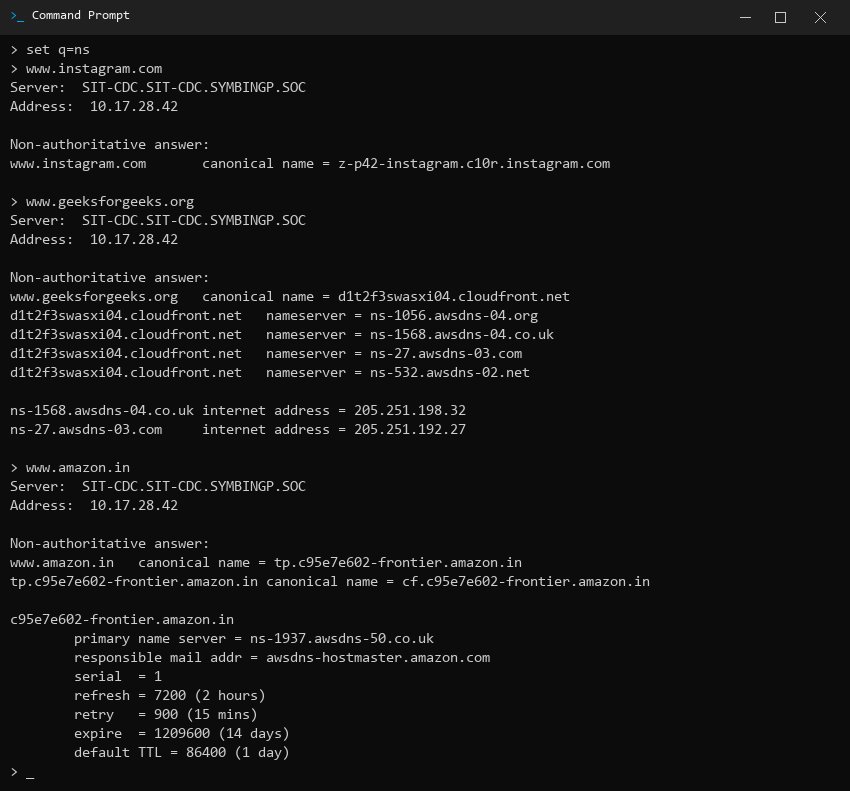 >_ Command Prompt
> set q=ns
> www.instagram.com
Server:  SIT-CDC.SIT-CDC.SYMBINGP.SOC
Address:  10.17.28.42

Non-authoritative answer:
www.instagram.com       canonical name = z-p42-instagram.c10r.instagram.com

> www.geeksforgeeks.org
Server:  SIT-CDC.SIT-CDC.SYMBINGP.SOC
Address:  10.17.28.42

Non-authoritative answer:
www.geeksforgeeks.org   canonical name = d1t2f3swasxi04.cloudfront.net
d1t2f3swasxi04.cloudfront.net   nameserver = ns-1056.awsdns-04.org
d1t2f3swasxi04.cloudfront.net   nameserver = ns-1568.awsdns-04.co.uk
d1t2f3swasxi04.cloudfront.net   nameserver = ns-27.awsdns-03.com
d1t2f3swasxi04.cloudfront.net   nameserver = ns-532.awsdns-02.net

ns-1568.awsdns-04.co.uk internet address = 205.251.198.32
ns-27.awsdns-03.com     internet address = 205.251.192.27

> www.amazon.in
Server:  SIT-CDC.SIT-CDC.SYMBINGP.SOC
Address:  10.17.28.42

Non-authoritative answer:
www.amazon.in   canonical name = tp.c95e7e602-frontier.amazon.in
tp.c95e7e602-frontier.amazon.in canonical name = cf.c95e7e602-frontier.amazon.in

c95e7e602-frontier.amazon.in
        primary name server = ns-1937.awsdns-50.co.uk
        responsible mail addr = awsdns-hostmaster.amazon.com
        serial  = 1
        refresh = 7200 (2 hours)
        retry   = 900 (15 mins)
        expire  = 1209600 (14 days)
        default TTL = 86400 (1 day)
> _